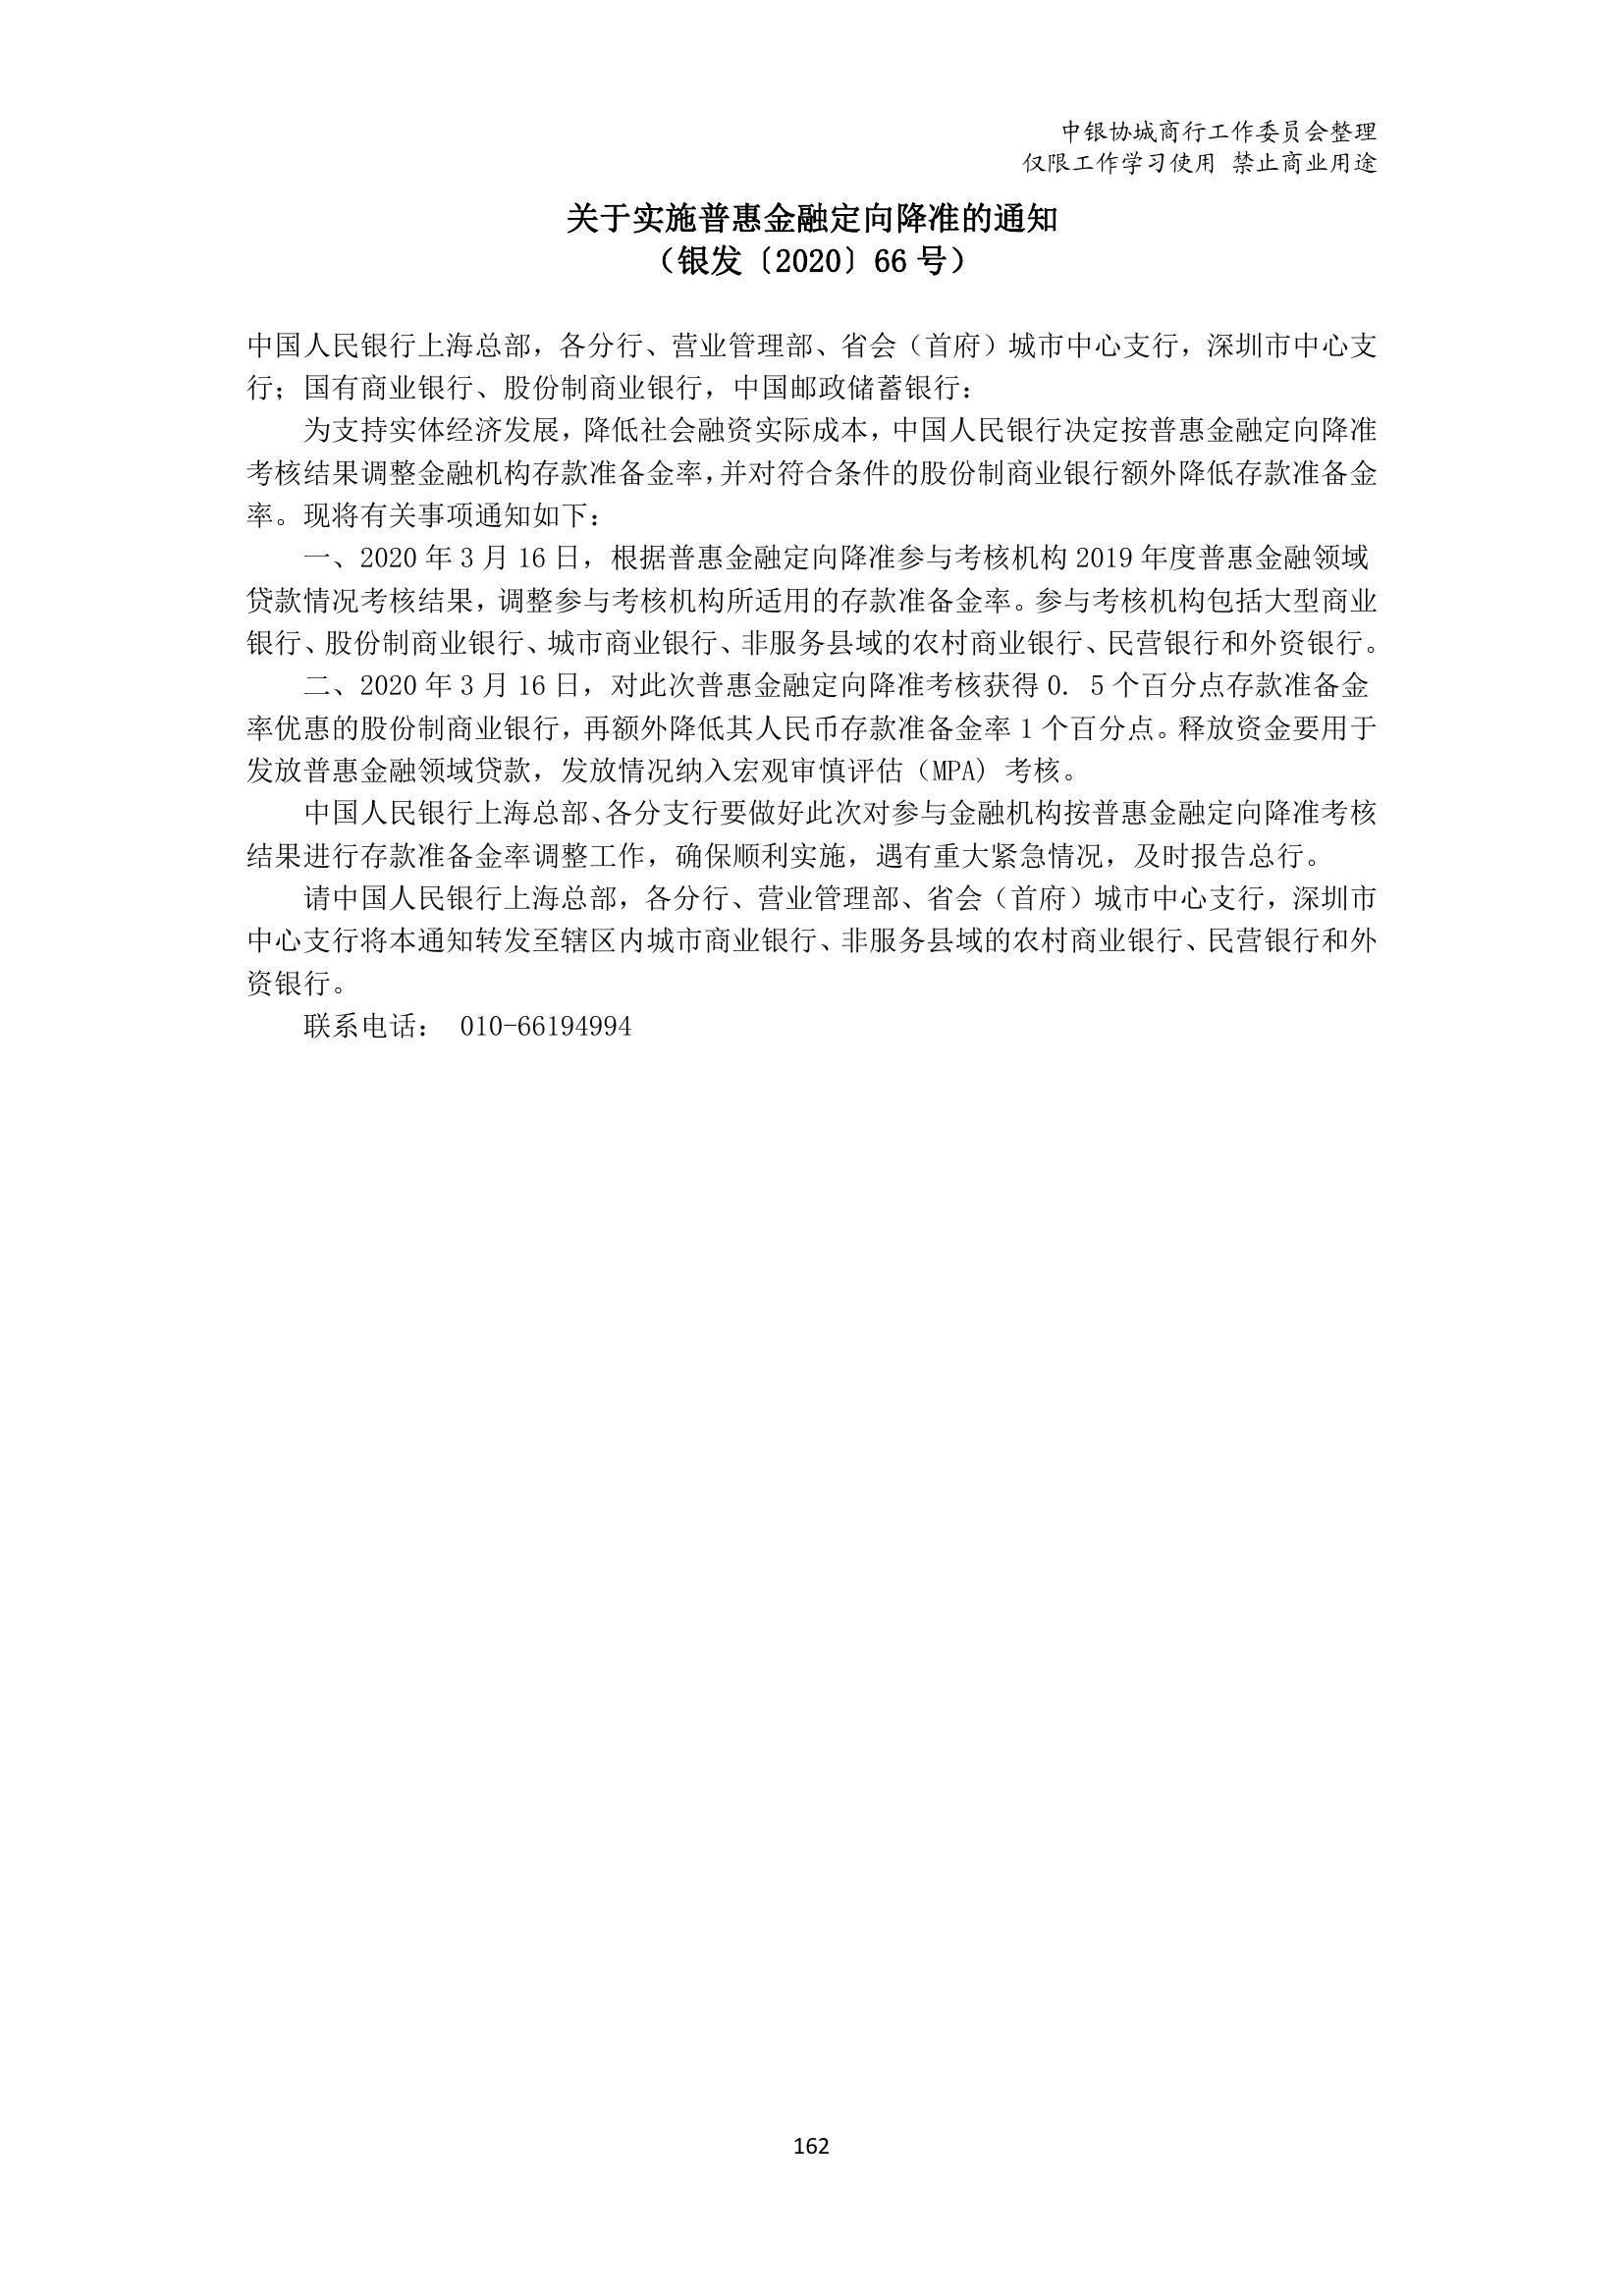 中银协城商行工作委员会整理
仅限工作学习使用 禁止商业用途
关于实施普惠金融定向降准的通知
（银发〔2020〕66 号）
中国人民银行上海总部，各分行、营业管理部、省会（首府）城市中心支行，深圳市中心支
行；国有商业银行、股份制商业银行，中国邮政储蓄银行：
为支持实体经济发展，降低社会融资实际成本，中国人民银行决定按普惠金融定向降准
考核结果调整金融机构存款准备金率，并对符合条件的股份制商业银行额外降低存款准备金
率。现将有关事项通知如下：
一、2020 年 3 月 16 日，根据普惠金融定向降准参与考核机构 2019 年度普惠金融领域
贷款情况考核结果，调整参与考核机构所适用的存款准备金率。参与考核机构包括大型商业
银行、股份制商业银行、城市商业银行、非服务县域的农村商业银行、民营银行和外资银行。
二、2020 年 3 月 16 日，对此次普惠金融定向降准考核获得 0. 5 个百分点存款准备金
率优惠的股份制商业银行，再额外降低其人民币存款准备金率 1 个百分点。释放资金要用于
发放普惠金融领域贷款，发放情况纳入宏观审慎评估（MPA) 考核。
中国人民银行上海总部、各分支行要做好此次对参与金融机构按普惠金融定向降准考核
结果进行存款准备金率调整工作，确保顺利实施，遇有重大紧急情况，及时报告总行。
请中国人民银行上海总部，各分行、营业管理部、省会（首府）城市中心支行，深圳市
中心支行将本通知转发至辖区内城市商业银行、非服务县域的农村商业银行、民营银行和外
资银行。
联系电话： 010-66194994
162